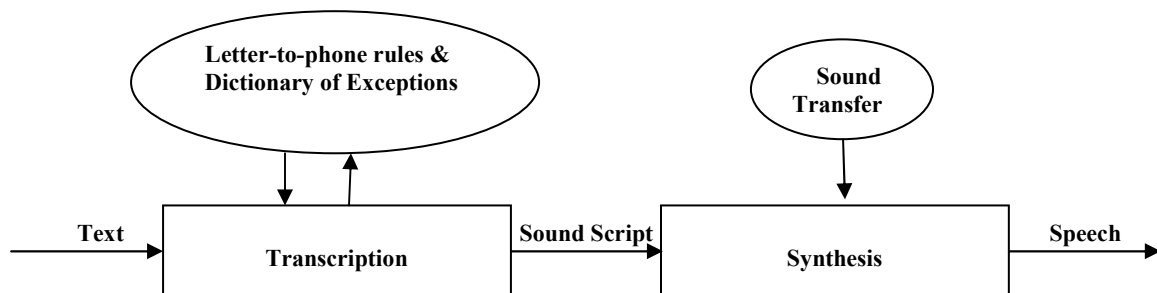 Letter-to-phone rules &
Dictionary of Exceptions
Sound
Transfer
Text
Transcription
Sound Script
Synthesis
Speech